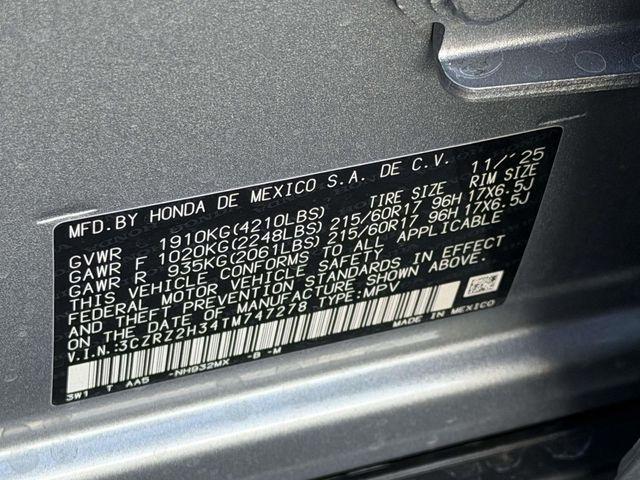 MFD.BY HONDA DE MEXICO S.A. DE C.V. 11/'25
GVWR 1910KG(4210LBS) TIRE SIZE RIM SIZE
GAWR F 1020KG(2248LBS) 215/60R17 96H 17X6.5J
GAWR R 935KG(2061LBS) 215/60R17 96H 17X6.5J
THIS VEHICLE CONFORMS TO ALL APPLICABLE
FEDERAL MOTOR VEHICLE SAFETY
AND THEFT PREVENTION STANDARDS IN EFFECT
ON THE DATE OF MANUFACTURE SHOWN ABOVE.
V.I.N.:3CZRZ2H34TM747278 TYPE:MPV
MADE IN MEXICO
3W1 T AA5 -NH932MX -B -M